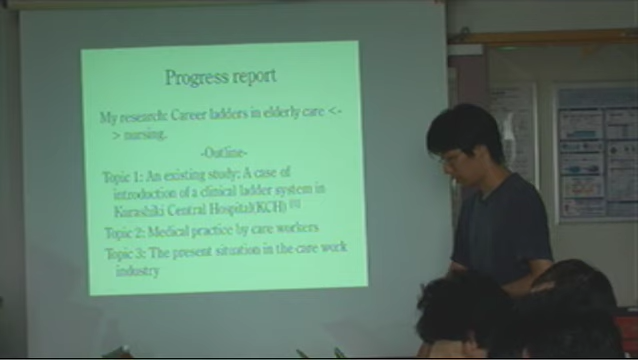 Progress report
My research: Career ladders in elderly care <-
> nursing.
-Outline-
Topic 1: An existing study: A case of
introduction of a clinical ladder system in
Kurashiki Central Hospital(KCH)
Topic 2: Medical practice by care workers
Topic 3: The present situation in the care work
industry